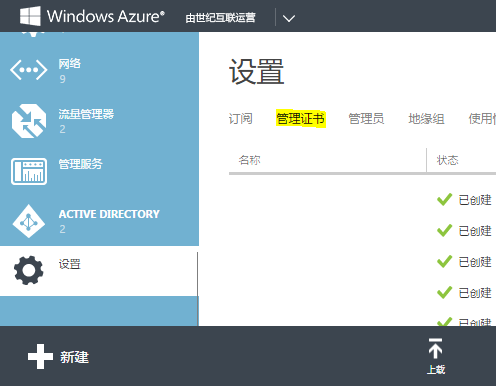 Windows Azure® 由世纪互联运营
网络
9
流量管理器
2
管理服务
ACTIVE DIRECTORY
2
设置
设置
订阅 管理证书 管理员 地缘组
名称 状态
已创建
已创建
已创建
已创建
已创建
新建
上载